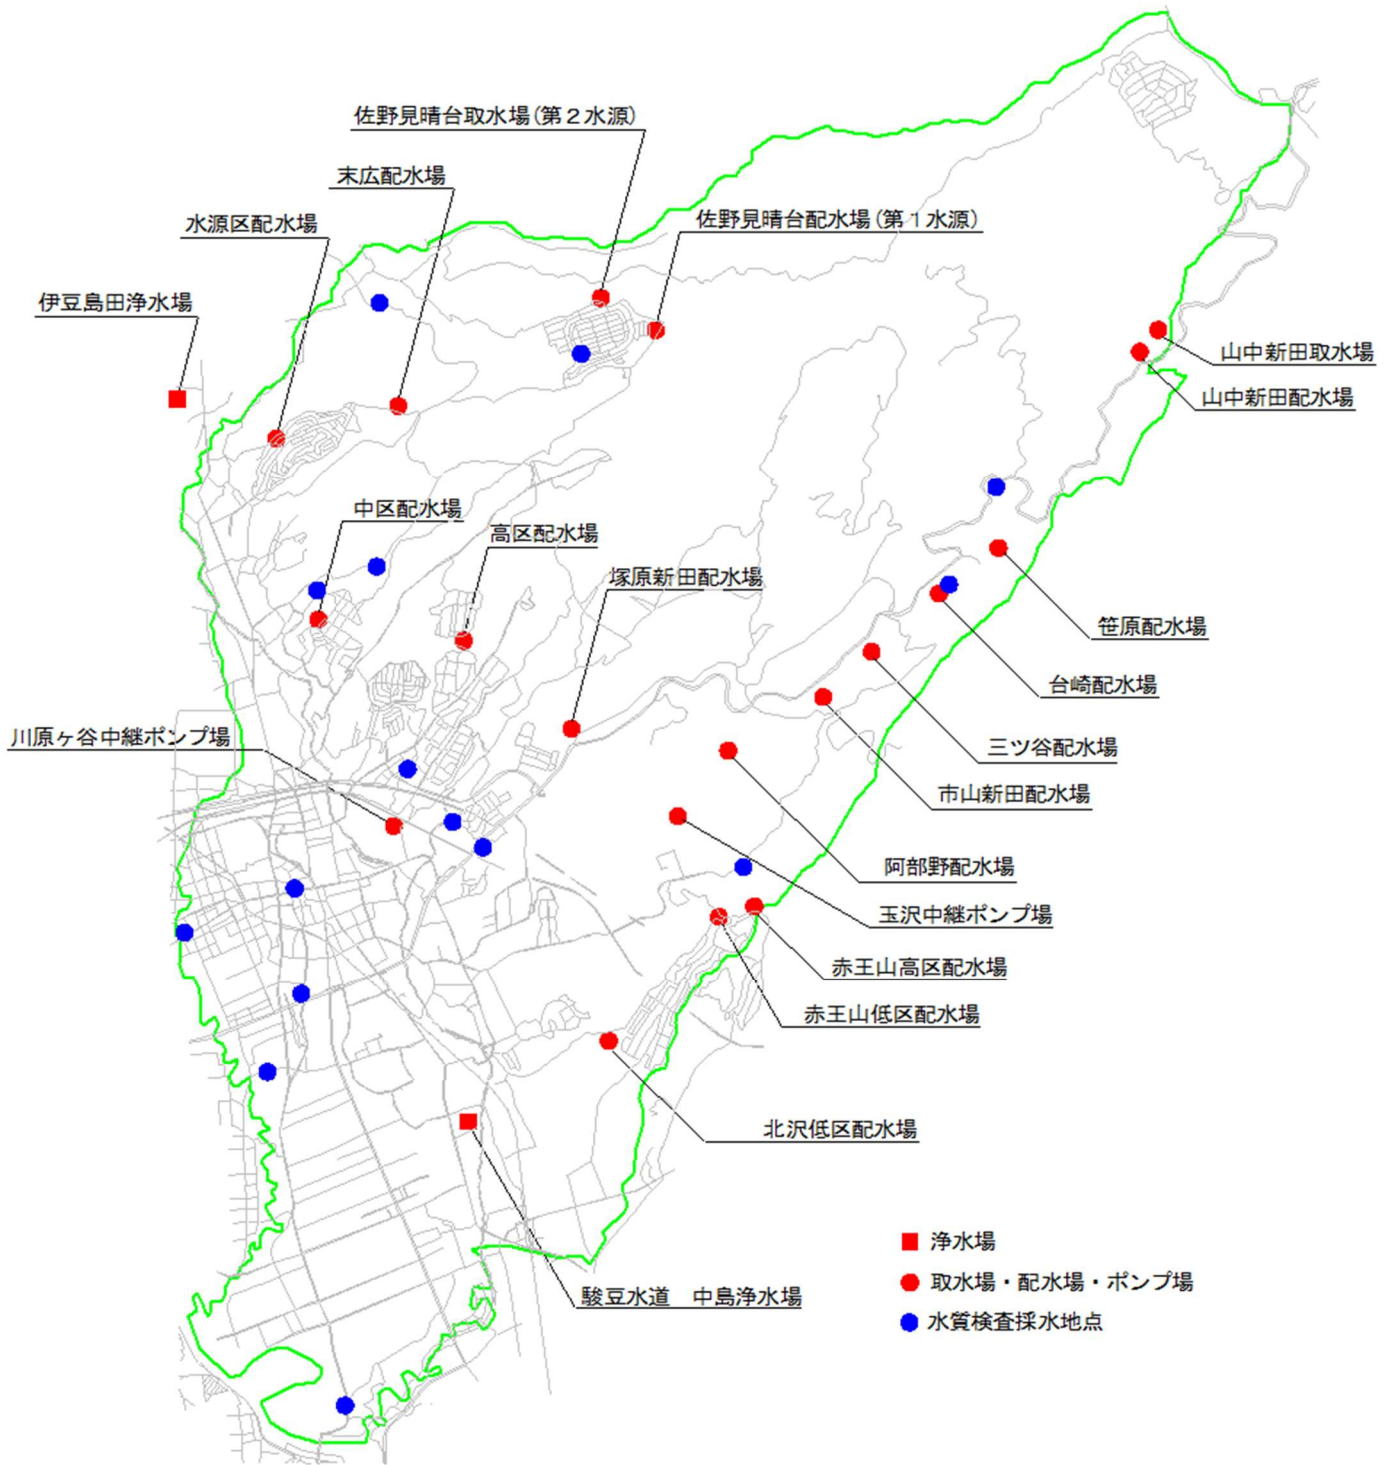 佐野見晴台取水場(第２水源)
末広配水場
水源区配水場
佐野見晴台配水場(第１水源)
伊豆島田浄水場
山中新田取水場
山中新田配水場
中区配水場
高区配水場
塚原新田配水場
笹原配水場
台崎配水場
川原ヶ谷中継ポンプ場
三ツ谷配水場
市山新田配水場
阿部野配水場
玉沢中継ポンプ場
赤王山高区配水場
赤王山低区配水場
北沢低区配水場
駿豆水道　中島浄水場
浄水場
取水場・配水場・ポンプ場
水質検査採水地点